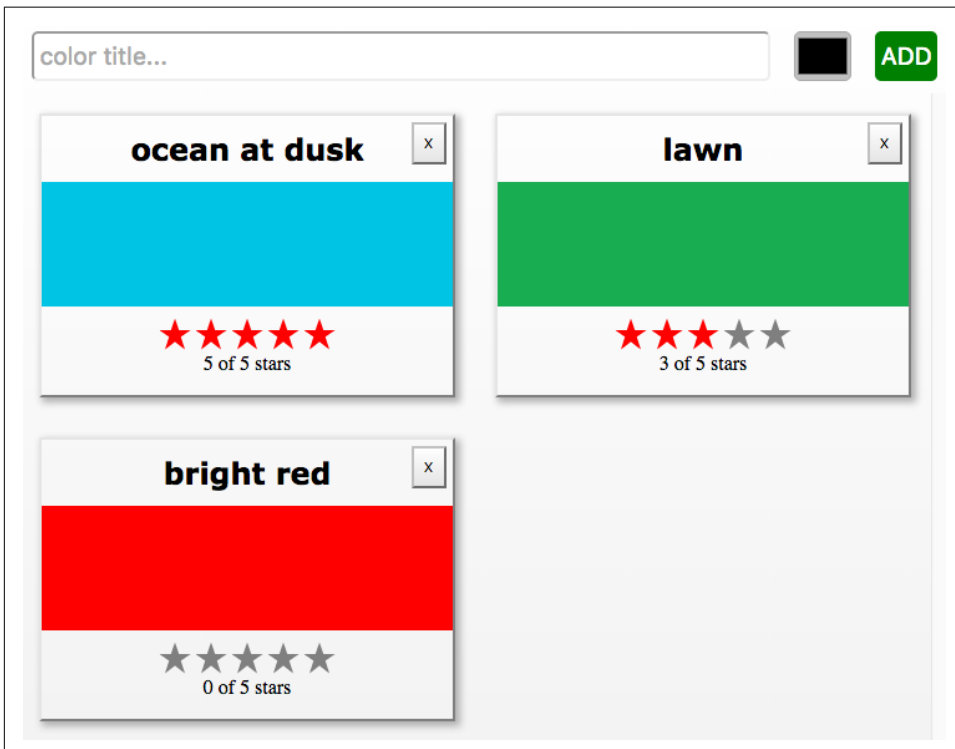 color title... ADD
ocean at dusk x
5 of 5 stars
lawn x
3 of 5 stars
bright red x
0 of 5 stars